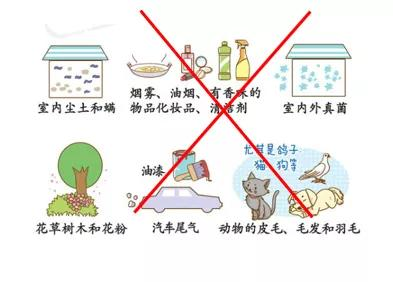 室内尘土和螨
烟雾、油烟、有香味的
物品化妆品、清洁剂
室内外真菌
油漆
尤其是鸽子
猫 狗等
花草树木和花粉
汽车尾气
动物的皮毛、毛发和羽毛